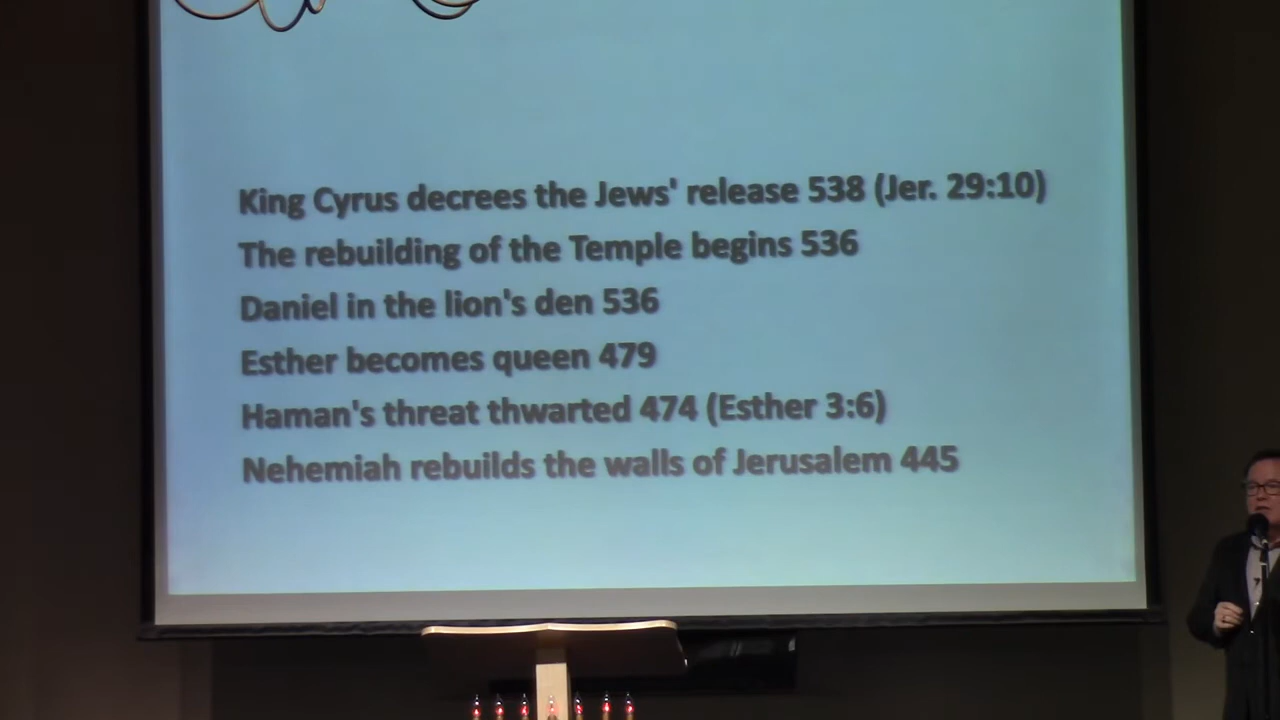 King Cyrus decrees the Jews' release 538 (Jer. 29:10)
The rebuilding of the Temple begins 536
Daniel in the lion's den 536
Esther becomes queen 479
Haman's threat thwarted 474 (Esther 3:6)
Nehemiah rebuilds the walls of Jerusalem 445